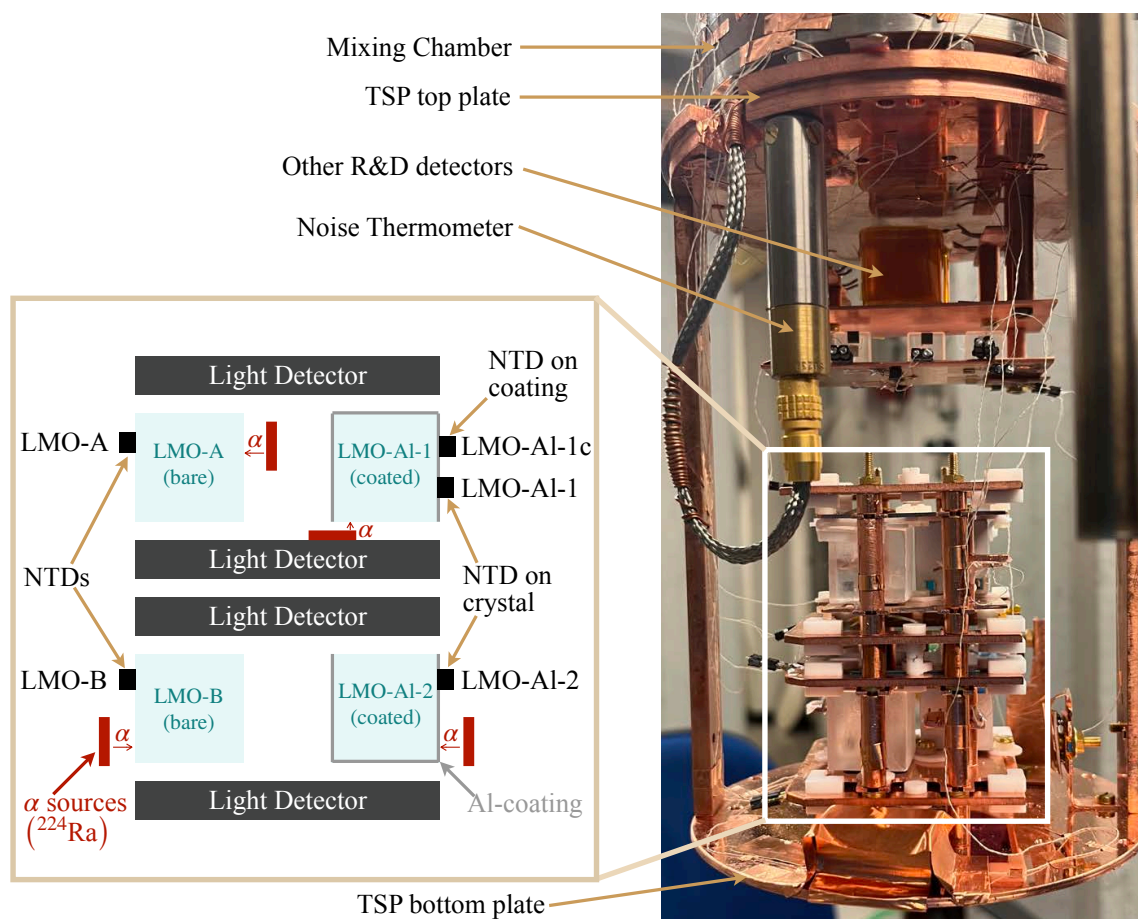 Mixing Chamber
TSP top plate
Other R&D detectors
Noise Thermometer
Light Detector
NTD on
coating
LMO-A
LMO-A
(bare)
α
LMO-Al-1
(coated)
LMO-Al-1c
LMO-Al-1
α
Light Detector
NTDs
NTD on
crystal
Light Detector
LMO-B
LMO-B
(bare)
LMO-Al-2
(coated)
LMO-Al-2
α
α
α sources
(²²⁴Ra)
Light Detector
Al-coating
TSP bottom plate